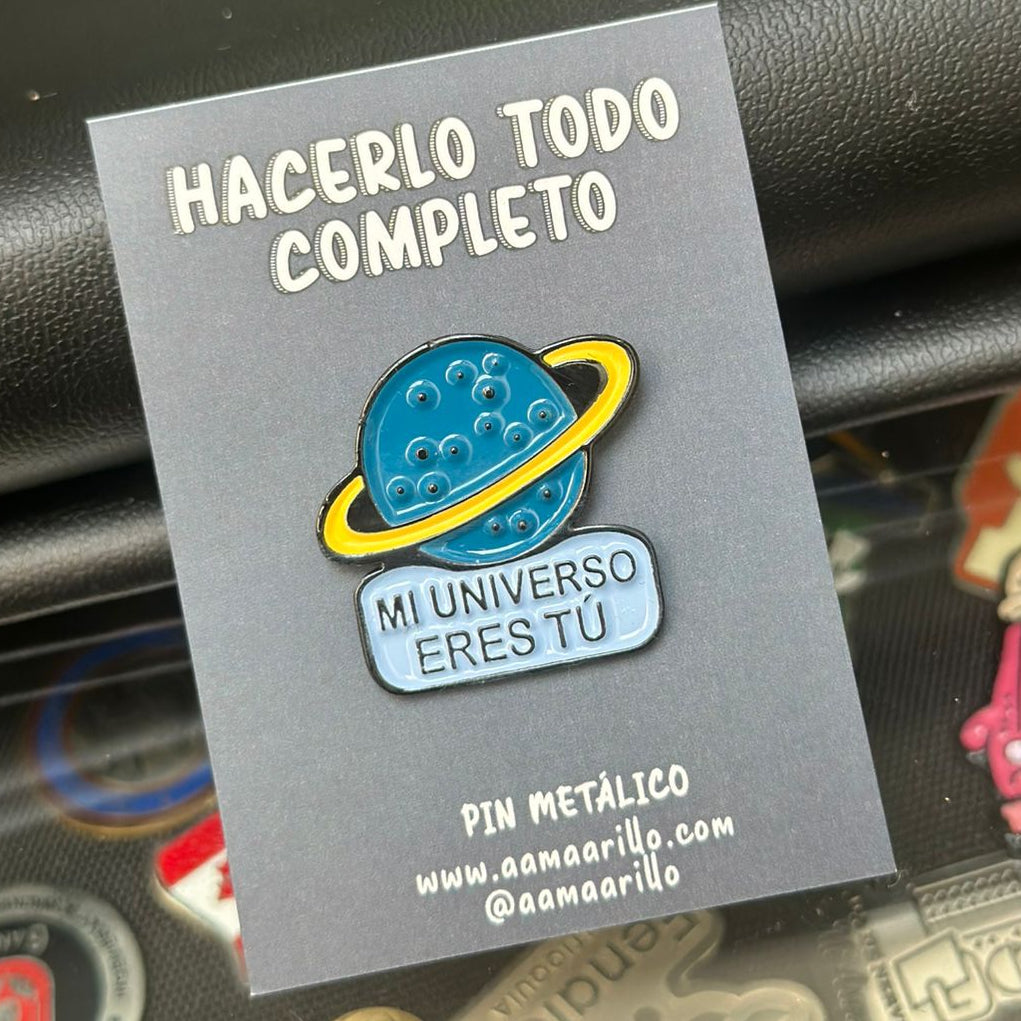 HACERLO TODO
COMPLETO
MI UNIVERSO
ERES TÚ
PIN METÁLICO
www.aamaarillo.com
@aamaarillo